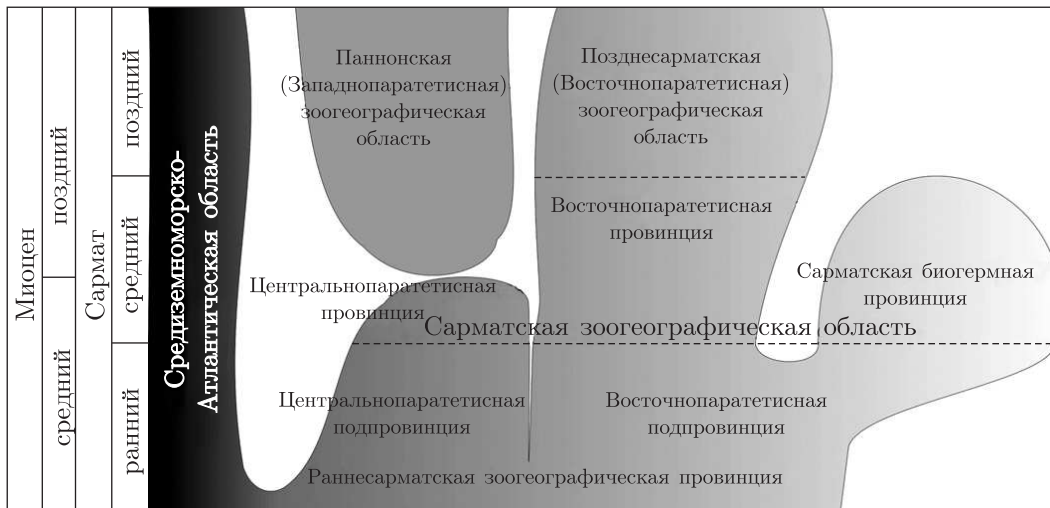 Миоцен
поздний
средний
Сармат
поздний
средний
ранний
Средиземноморско-
Атлантическая область
Паннонская
(Западнопаратетисная)
зоогеографическая
область
Позднесарматская
(Восточнопаратетисная)
зоогеографическая
область
Восточнопаратетисная
провинция
Центральнопаратетисная
провинция
Сарматская биогермная
провинция
Сарматская зоогеографическая область
Центральнопаратетисная
подпровинция
Восточнопаратетисная
подпровинция
Раннесарматская зоогеографическая провинция